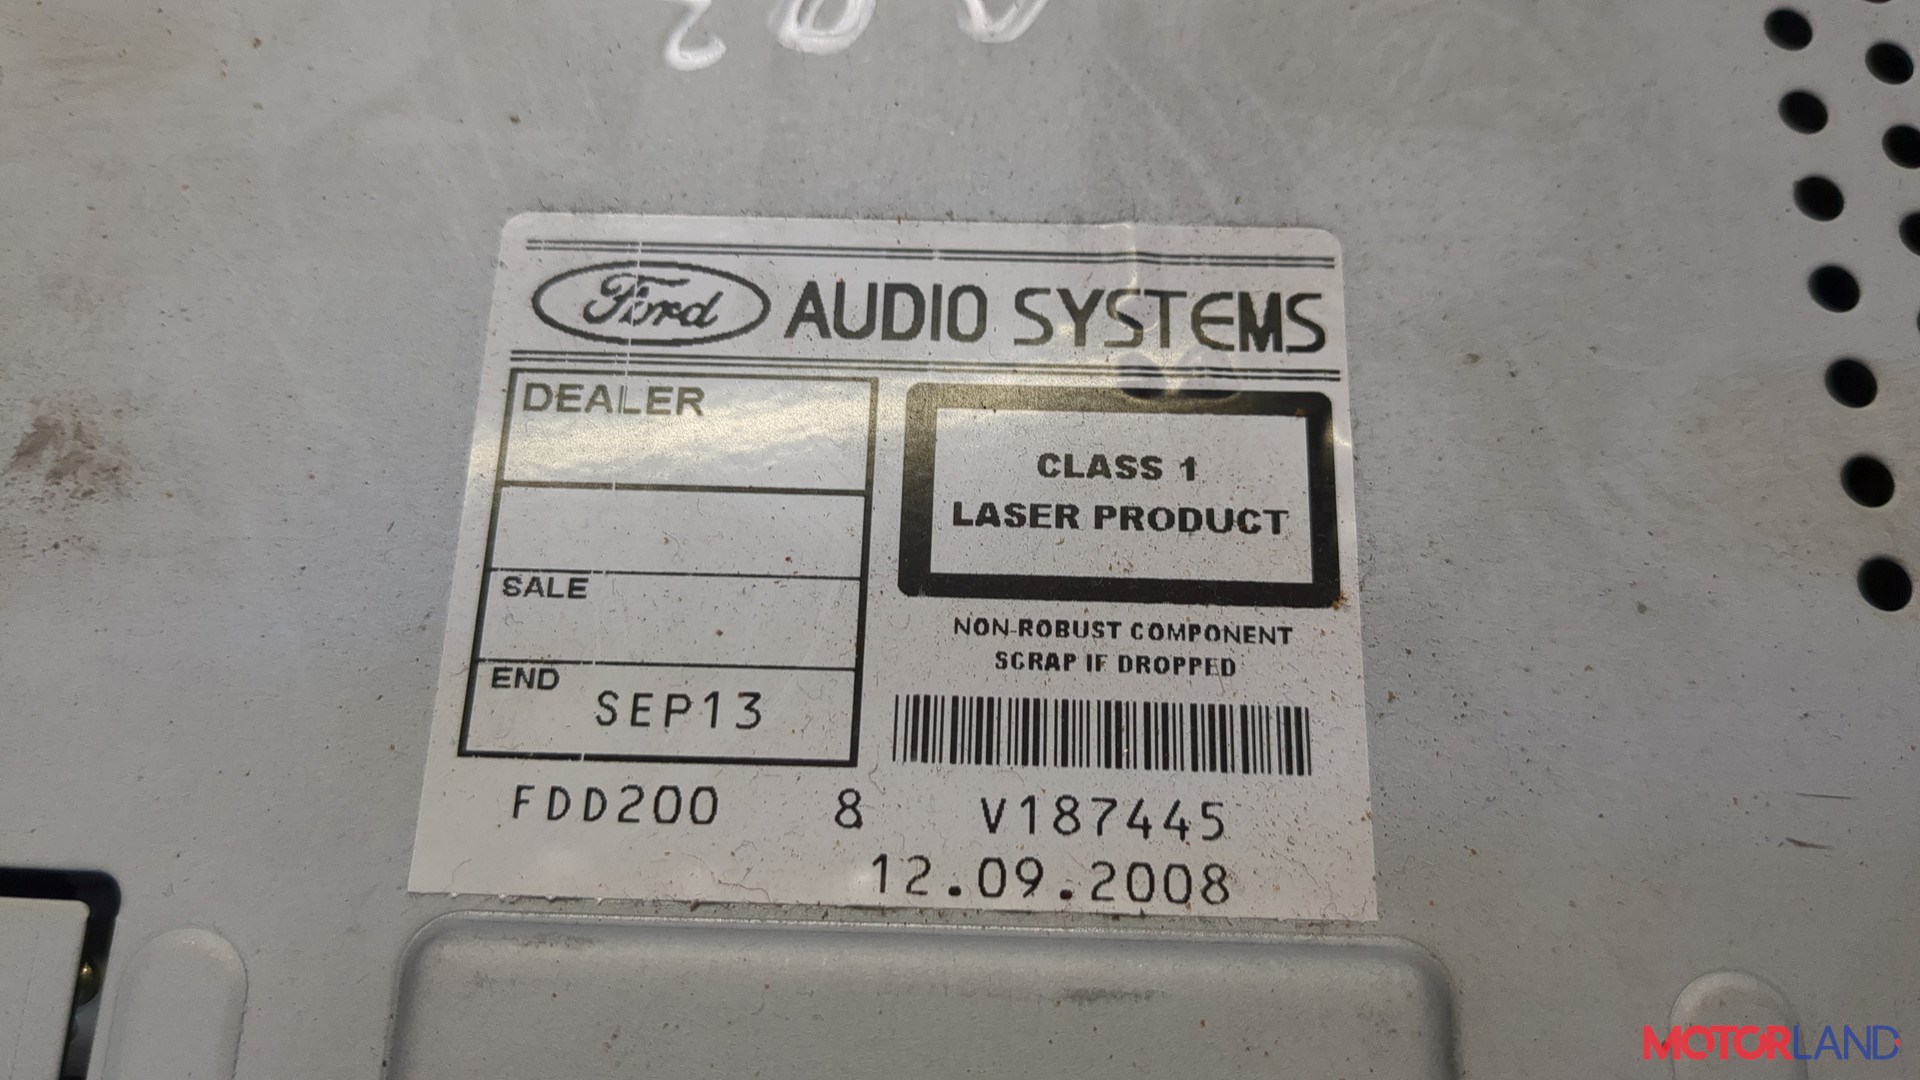 Ford AUDIO SYSTEMS
DEALER
SALE
END SEP13
CLASS 1
LASER PRODUCT
NON-ROBUST COMPONENT
SCRAP IF DROPPED
FDD200 8 V187445
12.09.2008
MOTORLAND